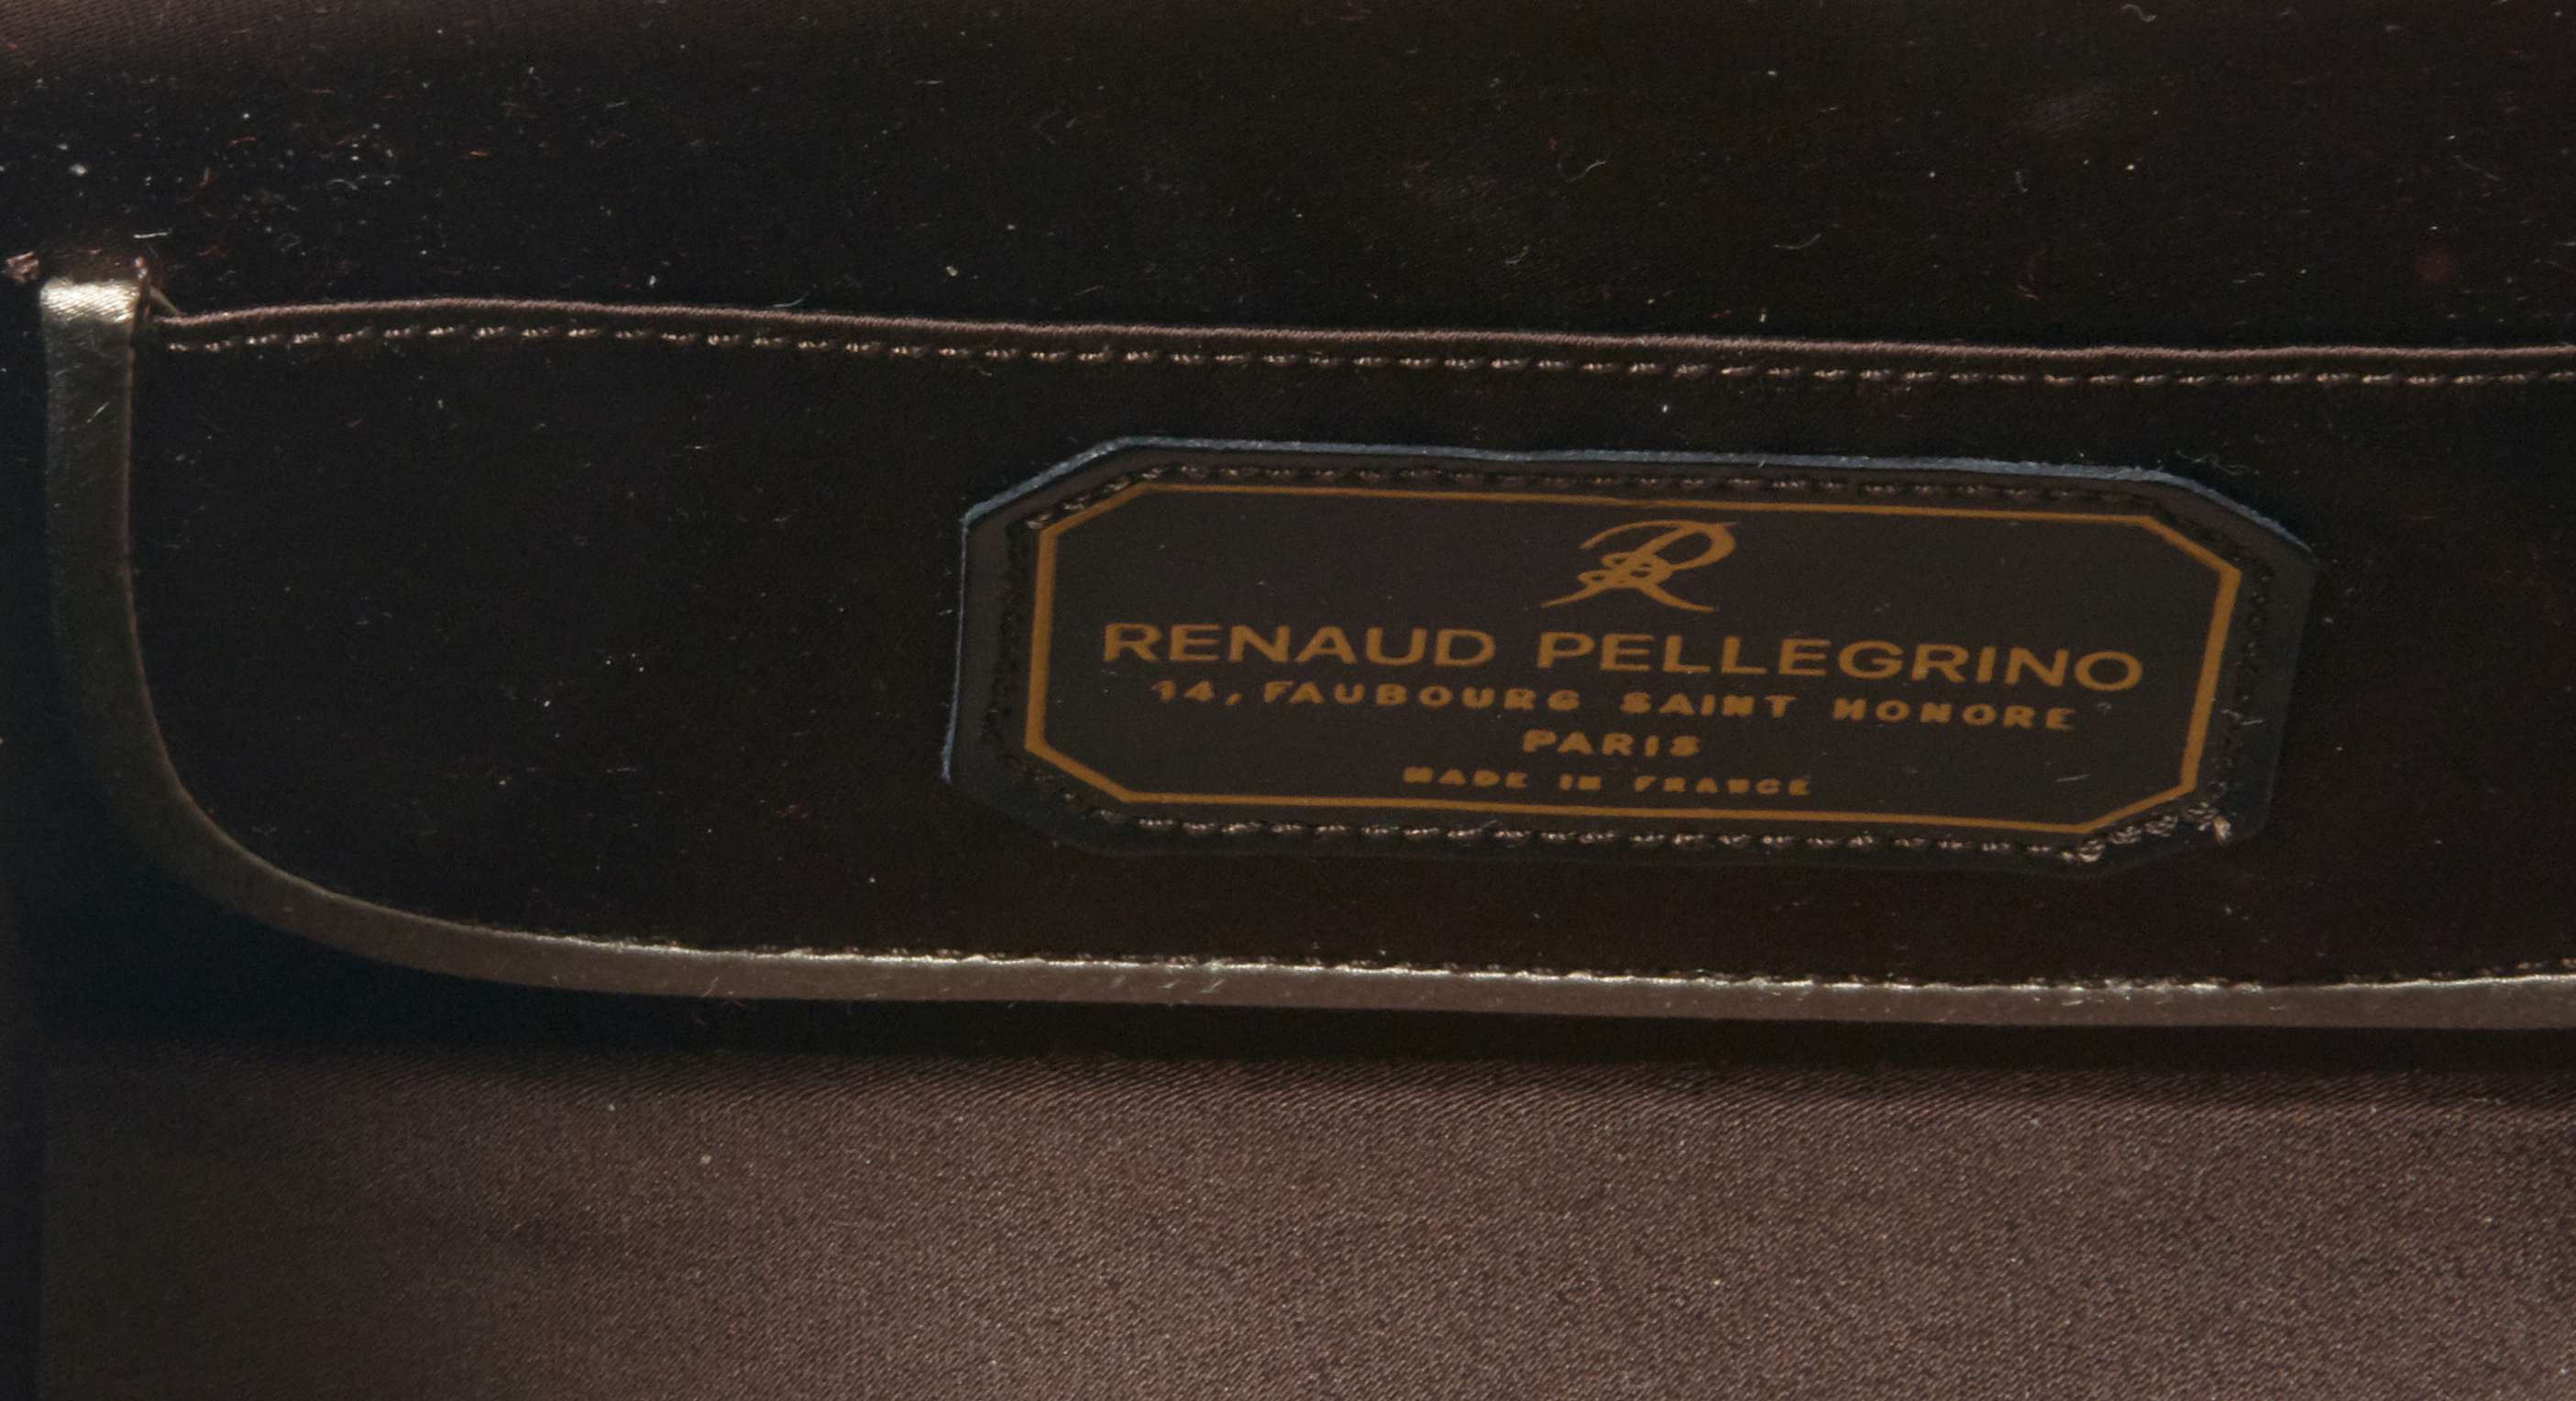 R
RENAUD PELLEGRINO
14, FAUBOURG SAINT HONORE
PARIS
MADE IN FRANCE